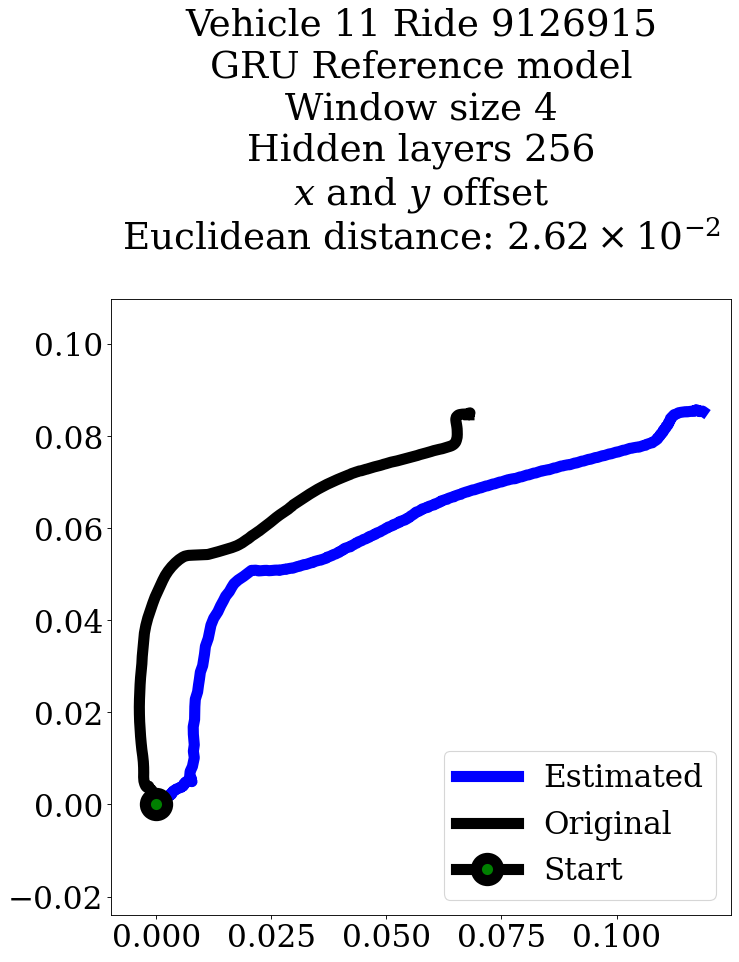 Vehicle 11 Ride 9126915
GRU Reference model
Window size 4
Hidden layers 256
x and y offset
Euclidean distance: 2.62 × 10⁻²
0.10
0.08
0.06
0.04
0.02
0.00
−0.02
Estimated
Original
Start
0.000 0.025 0.050 0.075 0.100